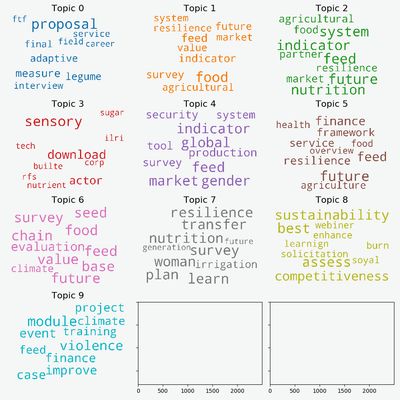 Topic 0
ftf
proposal
service
final field career
adaptive
measure legume
interview
Topic 1
system
resilience future
feed market
value
indicator
survey food
agricultural
Topic 2
agricultural
food system
indicator
partner feed
resilience
market future
nutrition
Topic 3
sugar
sensory
ilri
tech
download
corp
builte
rfs actor
nutrient
Topic 4
security system
indicator
tool global
production
survey feed
market gender
Topic 5
health finance
framework
service food
overview
resilience feed
future
agriculture
Topic 6
survey seed
chain food
evaluation feed
value base
climate
future
Topic 7
resilience
transfer
nutrition future
generation survey
woman irrigation
plan learn
Topic 8
sustainability
best webiner
enhance
learnign burn
solicitation
assess soyal
competitiveness
Topic 9
project
module climate
event training
feed violence
finance
case improve
0 500 1000 1500 2000
0 500 1000 1500 2000